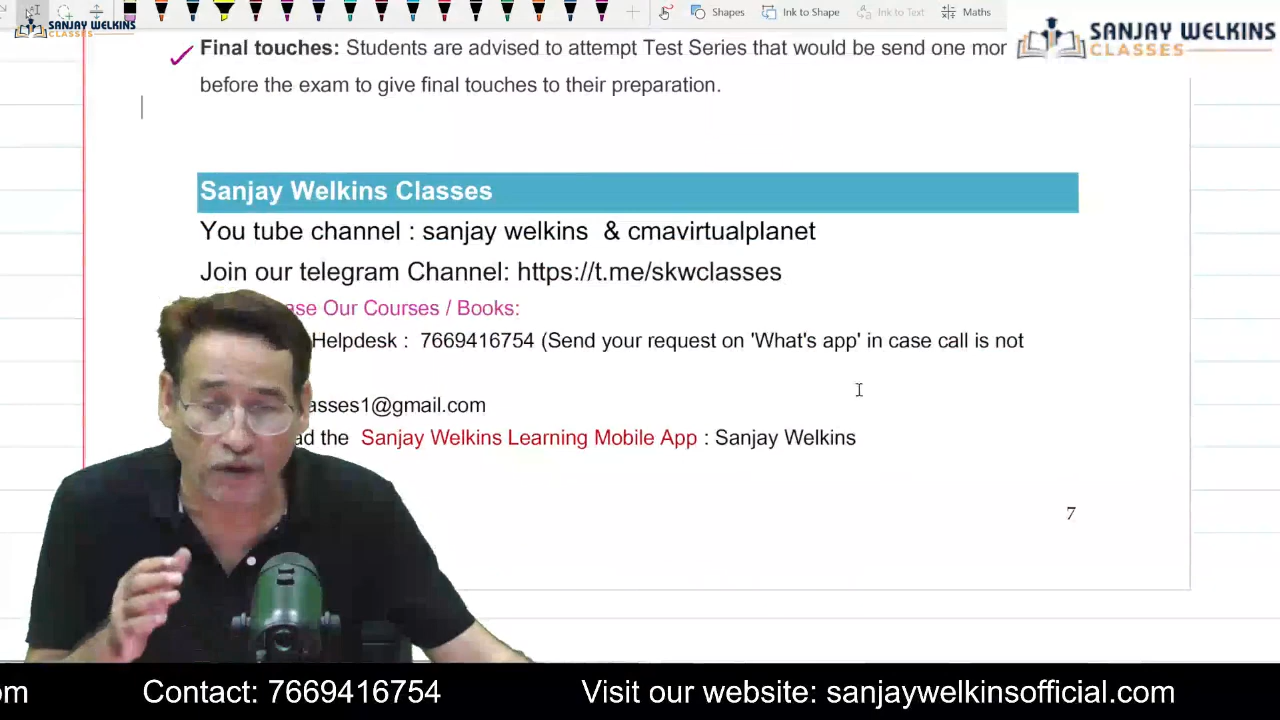 Shapes
Ink to Shape
Ink to Text
Maths
SANJAY WELKINS
CLASSES
SANJAY WELKINS
CLASSES
Final touches: Students are advised to attempt Test Series that would be send one mor
before the exam to give final touches to their preparation.
Sanjay Welkins Classes
You tube channel : sanjay welkins & cmavirtualplanet
Join our telegram Channel: https://t.me/skwclasses
ase Our Courses / Books:
Helpdesk : 7669416754 (Send your request on 'What's app' in case call is not
asses1@gmail.com
ad the Sanjay Welkins Learning Mobile App : Sanjay Welkins
7
om Contact: 7669416754 Visit our website: sanjaywelkinsofficial.com